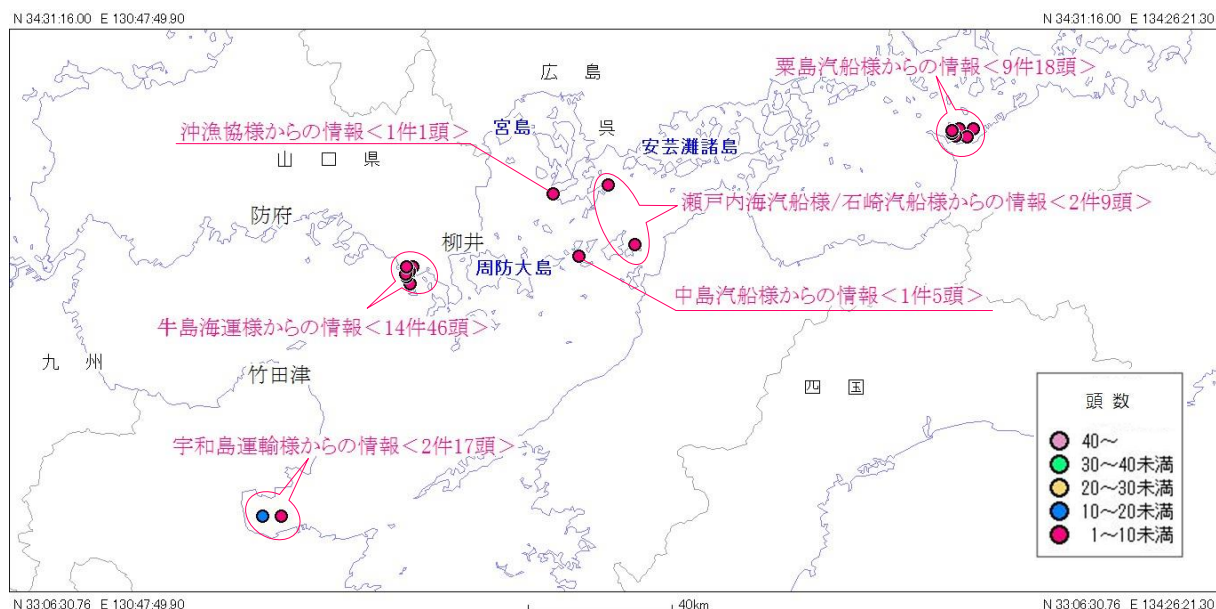 N 34:31:16.00 E 130:47:49.90
N 34:31:16.00 E 134:26:21.30
粟島汽船様からの情報＜9件18頭＞
広島
沖漁協様からの情報＜1件1頭＞
宮島
呉
安芸灘諸島
山口県
瀬戸内海汽船様/石崎汽船様からの情報＜2件9頭＞
防府
柳井
周防大島
中島汽船様からの情報＜1件5頭＞
牛島海運様からの情報＜14件46頭＞
九州
竹田津
四国
頭数
40～
30～40未満
20～30未満
10～20未満
1～10未満
宇和島運輸様からの情報＜2件17頭＞
N 33:06:30.76 E 130:47:49.90
40km
N 33:06:30.76 E 134:26:21.30